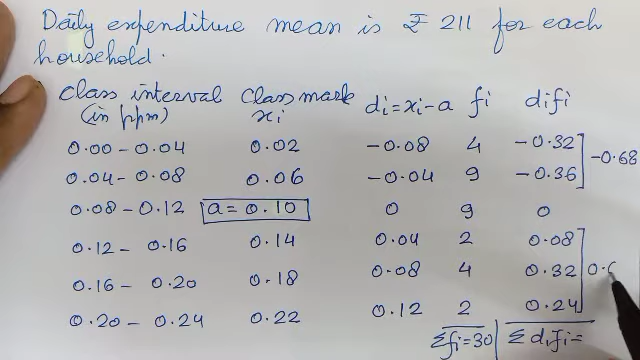 Daily expenditure mean is ₹ 211 for each
household.
Class interval (in ppm) Class mark xi di=xi-a fi difi
0.00-0.04 0.02 -0.08 4 -0.32
-0.68
0.04-0.08 0.06 -0.04 9 -0.36
0.08-0.12 a=0.10 0 9 0
0.12- 0.16 0.14 0.04 2 0.08
0.16- 0.20 0.18 0.08 4 0.32
0.6
0.20-0.24 0.22 0.12 2 0.24
Σfi=30 Σdifi=